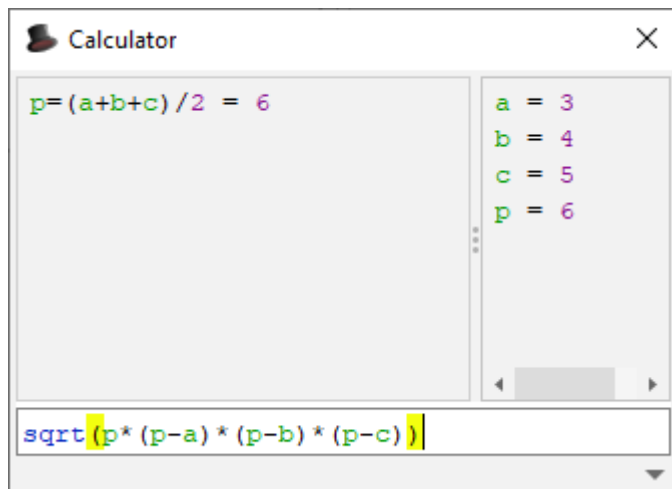 Calculator
p=(a+b+c)/2 = 6
a = 3
b = 4
c = 5
p = 6
sqrt(p*(p-a)*(p-b)*(p-c))